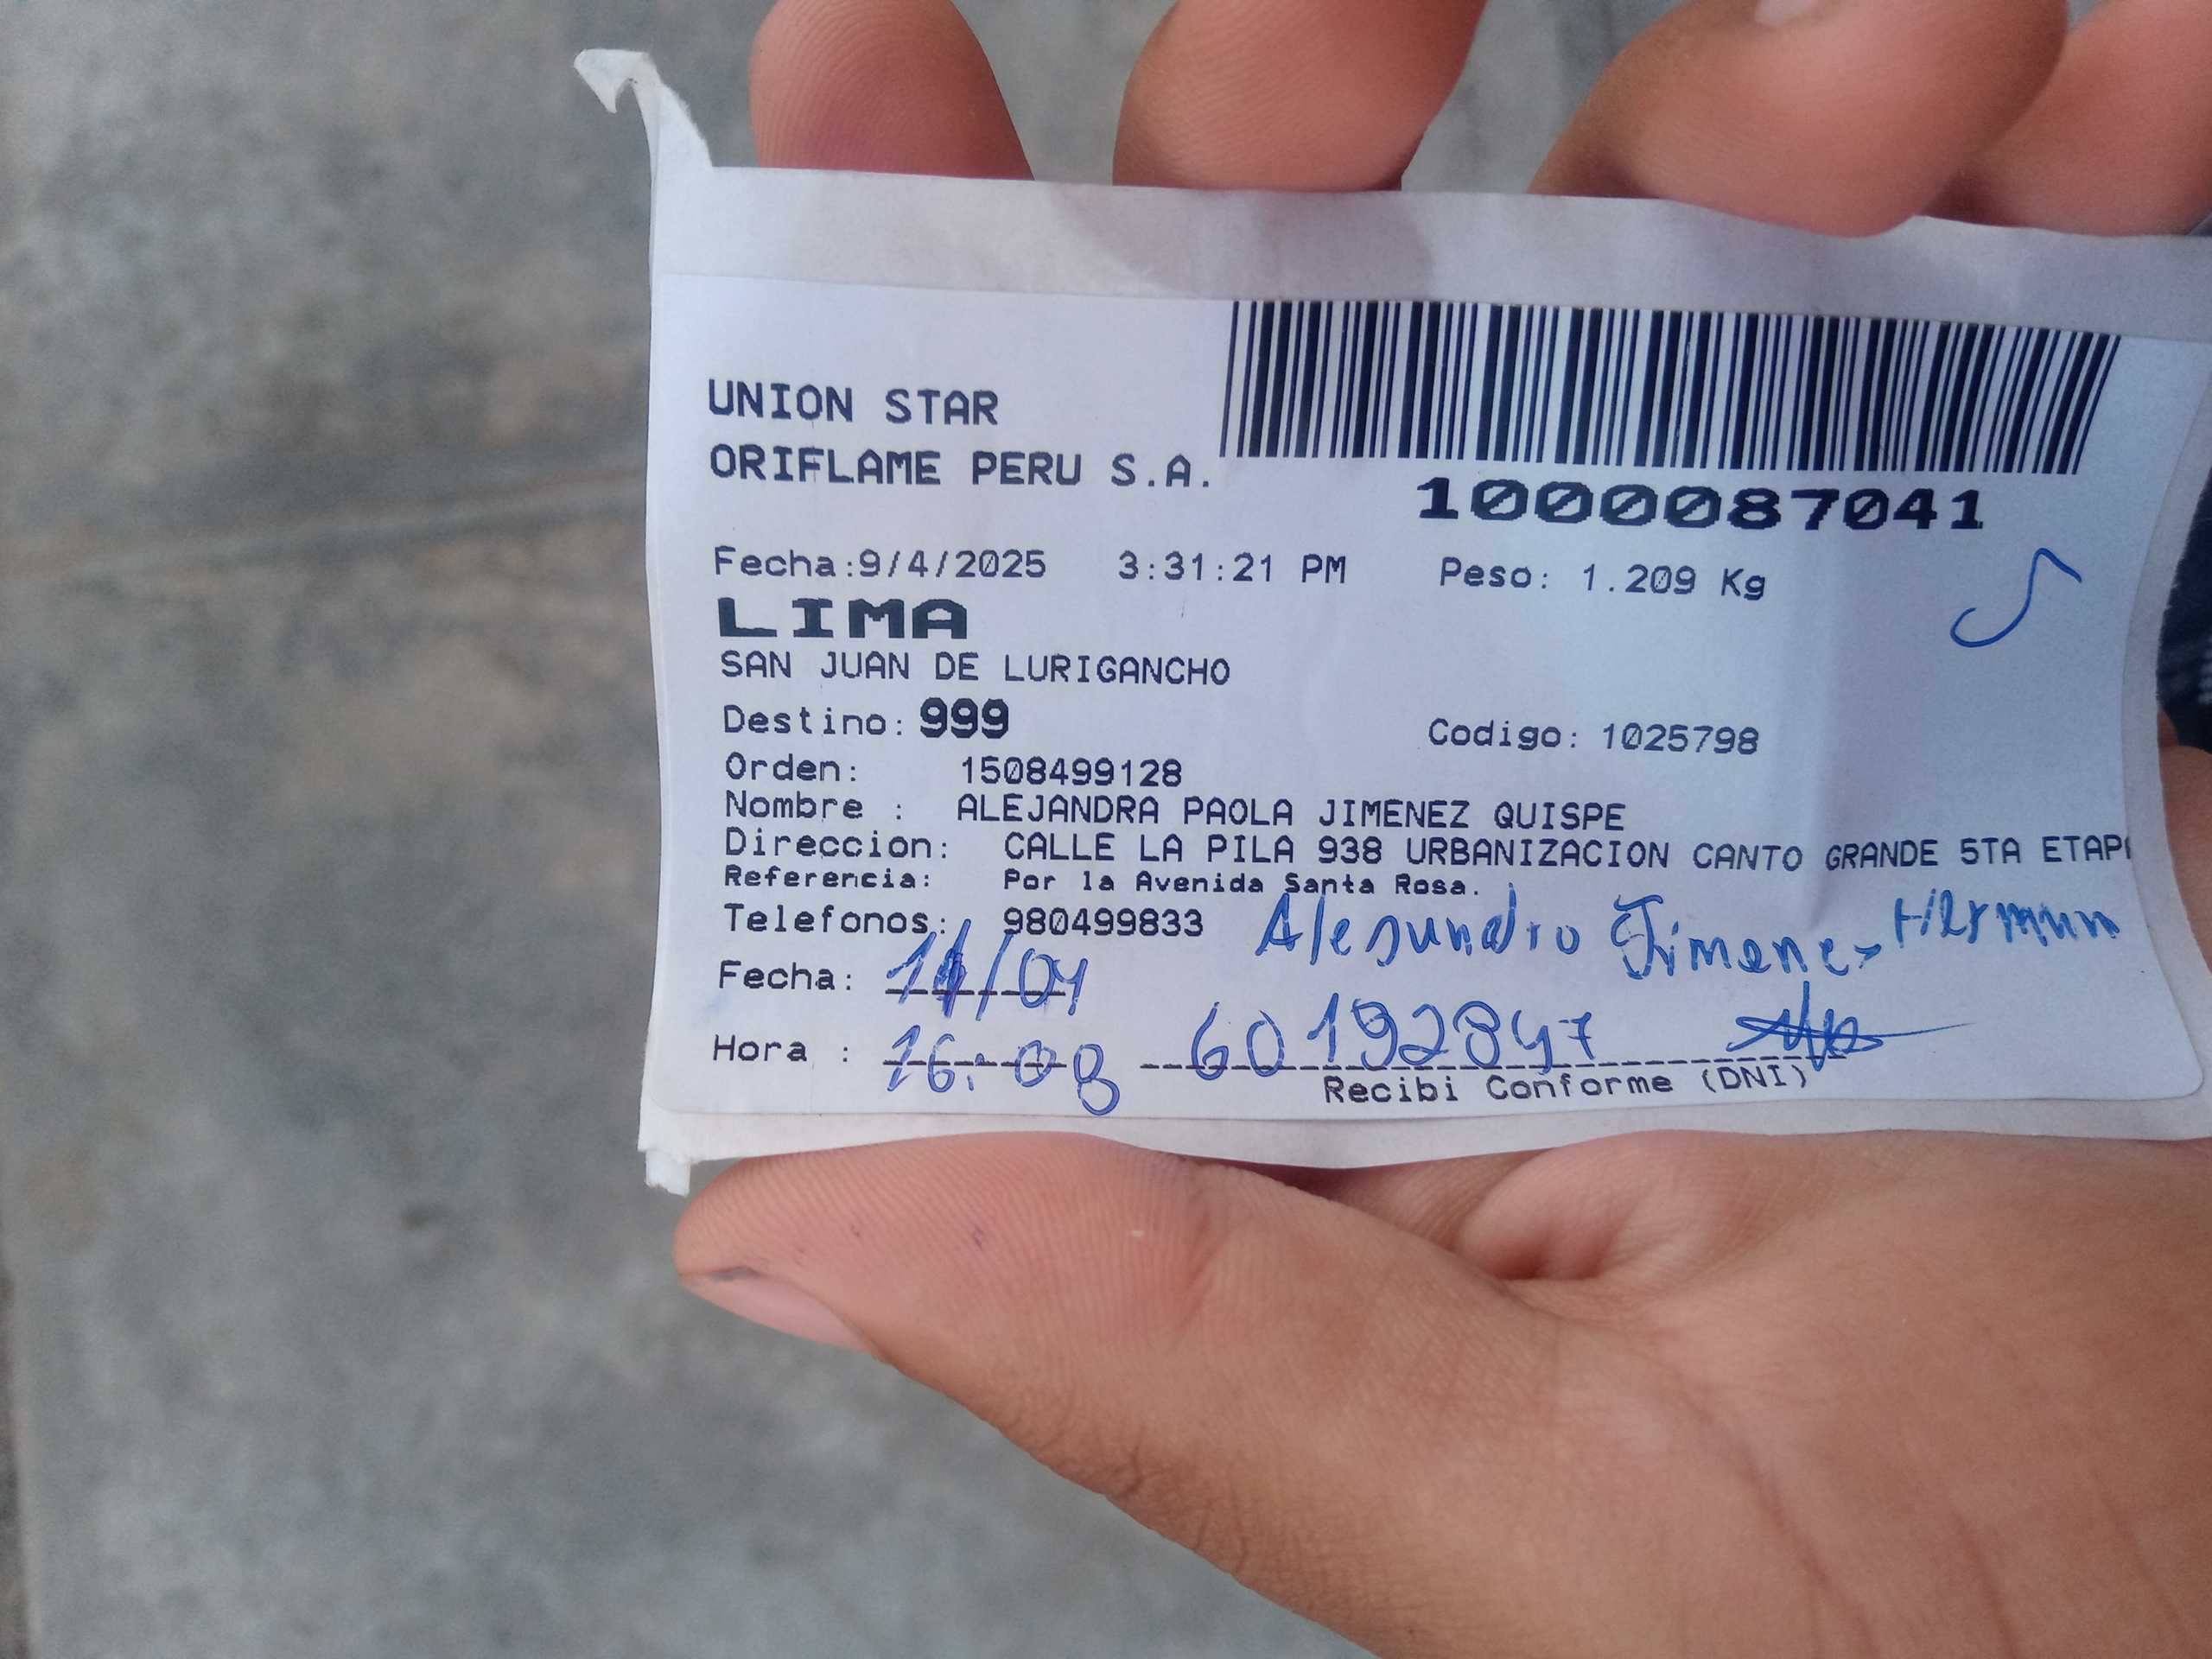 UNION STAR
ORIFLAME PERU S.A.
1000087041
Fecha:9/4/2025 3:31:21 PM Peso: 1.209 Kg
LIMA
SAN JUAN DE LURIGANCHO
Destino: 999 Codigo: 1025798
Orden: 1508499128
Nombre : ALEJANDRA PAOLA JIMENEZ QUISPE
Direccion: CALLE LA PILA 938 URBANIZACION CANTO GRANDE 5TA ETAP
Referencia: Por la Avenida Santa Rosa.
Telefonos: 980499833 Alejandro Jimenez
Fecha: 11/04
Hora : 16:08 60192847
Recibi Conforme (DNI)